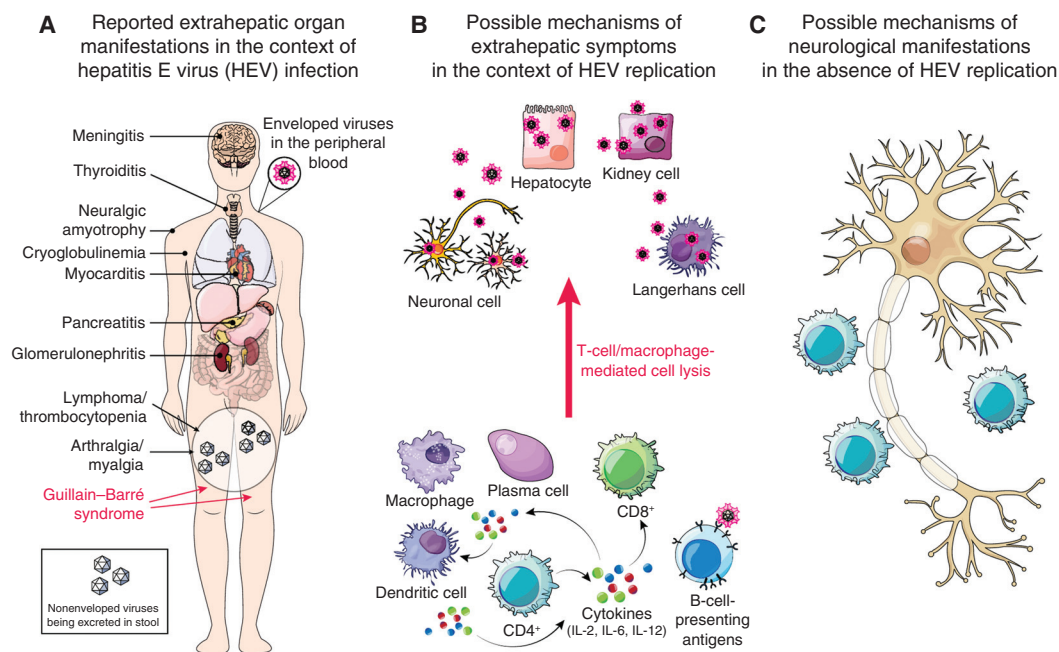 A
Reported extrahepatic organ
manifestations in the context of
hepatitis E virus (HEV) infection
Meningitis
Thyroiditis
Neuralgic
amyotrophy
Cryoglobulinemia
Myocarditis
Pancreatitis
Glomerulonephritis
Lymphoma/
thrombocytopenia
Arthralgia/
myalgia
Guillain–Barré
syndrome
Enveloped viruses
in the peripheral
blood
Nonenveloped viruses
being excreted in stool
B
Possible mechanisms of
extrahepatic symptoms
in the context of HEV replication
Hepatocyte
Kidney cell
Neuronal cell
Langerhans cell
T-cell/macrophage-
mediated cell lysis
Macrophage
Plasma cell
CD8⁺
Dendritic cell
CD4⁺
Cytokines
(IL-2, IL-6, IL-12)
B-cell-
presenting
antigens
C
Possible mechanisms of
neurological manifestations
in the absence of HEV replication